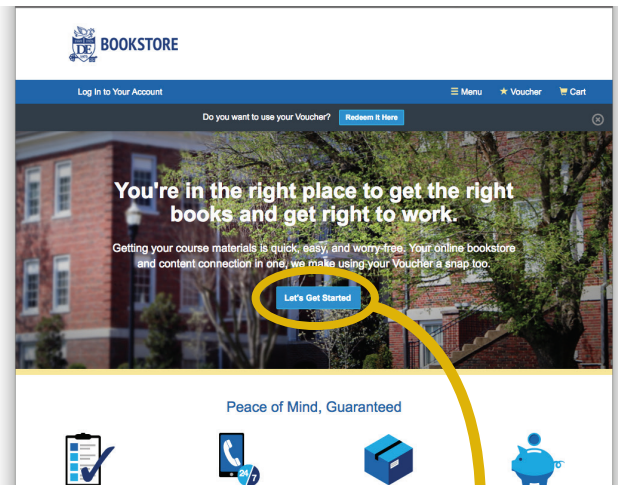 DE BOOKSTORE
Log In to Your Account Menu Voucher Cart
Do you want to use your Voucher? Redeem It Here
You're in the right place to get the right
books and get right to work.
Getting your course materials is quick, easy, and worry-free. Your online bookstore
and content connection in one, we make using your Voucher a snap too.
Let's Get Started
Peace of Mind, Guaranteed
24
7